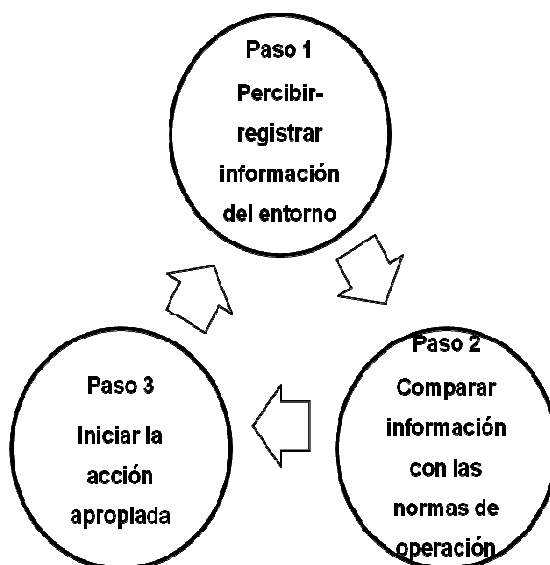 Paso 1
Percibir-
registrar
información
del entorno
Paso 2
Comparar
información
con las
normas de
operación
Paso 3
Iniciar la
acción
apropiada